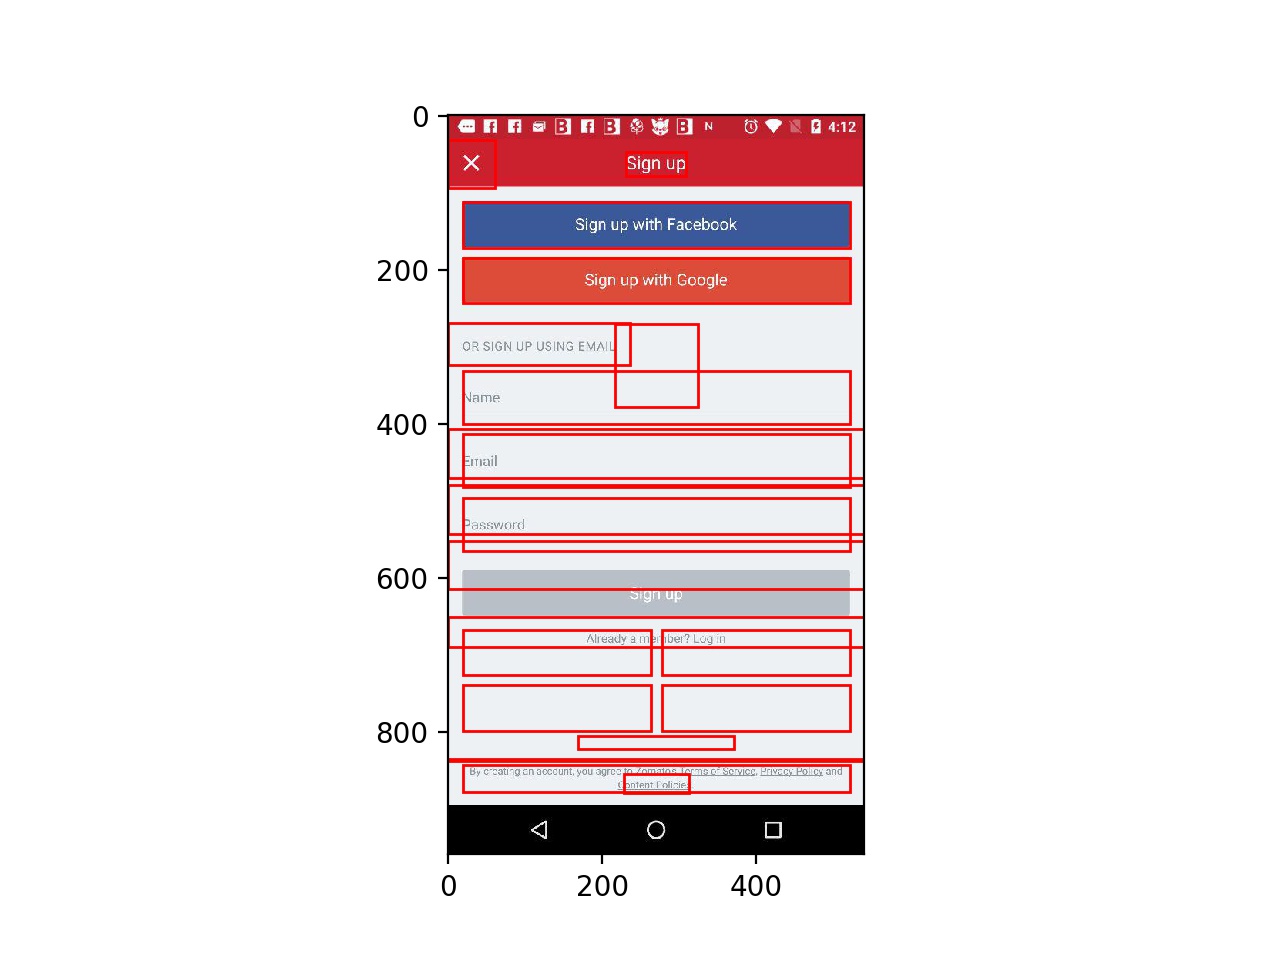 0
4:12
Sign up
Sign up with Facebook
200
Sign up with Google
OR SIGN UP USING EMAIL
Name
400
Email
Password
600
Sign up
Already a member? Log in
800
By creating an account, you agree to Zomato's Terms of Service, Privacy Policy and
Content Policies
0 200 400